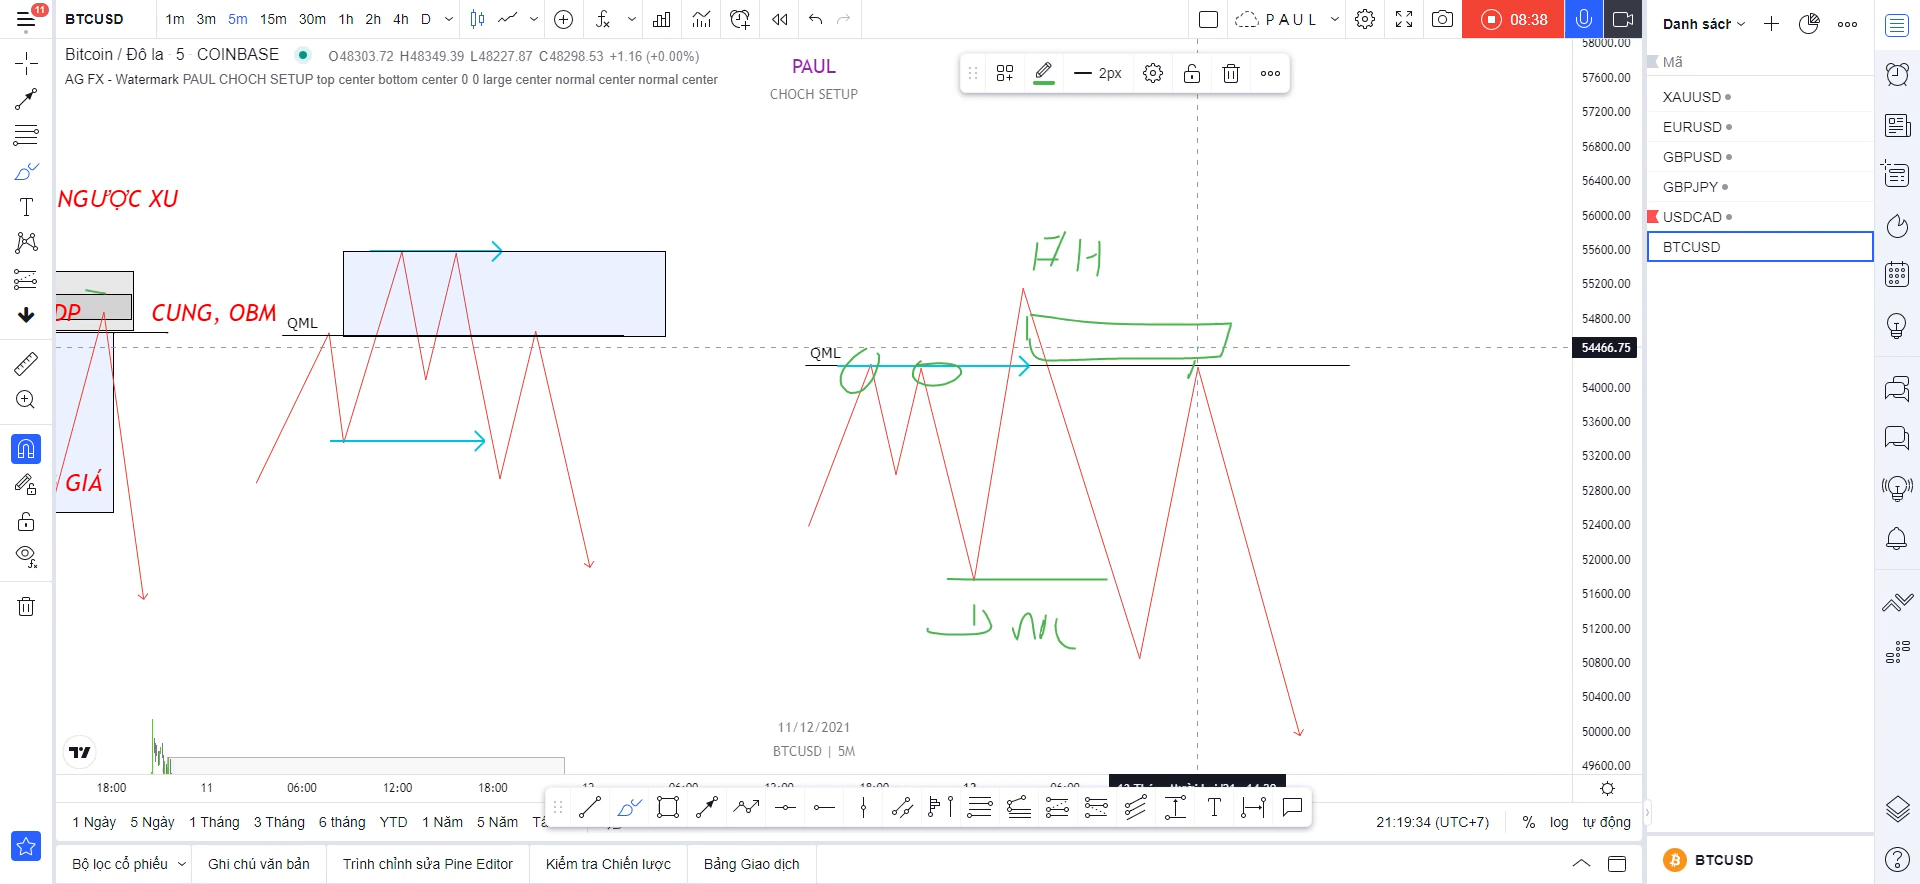 11
BTCUSD 1m 3m 5m 15m 30m 1h 2h 4h D PAUL 08:38 Danh sách
Bitcoin / Đô la · 5 · COINBASE O48303.72 H48349.39 L48227.87 C48298.53 +1.16 (+0.00%)
AG FX - Watermark PAUL CHOCH SETUP top center bottom center 0 0 large center normal center normal center
PAUL
CHOCH SETUP
2px
58000.00
57600.00
57200.00
56800.00
56400.00
56000.00
55600.00
55200.00
54800.00
54466.75
54000.00
53600.00
53200.00
52800.00
52400.00
52000.00
51600.00
51200.00
50800.00
50400.00
50000.00
49600.00
Mã
XAUUSD
EURUSD
GBPUSD
GBPJPY
USDCAD
BTCUSD
NGƯỢC XU
DP CUNG, OBM
QML
GIÁ
QML
11/12/2021
BTCUSD | 5M
18:00 11 06:00 12:00 18:00
1 Ngày 5 Ngày 1 Tháng 3 Tháng 6 tháng YTD 1 Năm 5 Năm 21:19:34 (UTC+7) % log tự động
Bộ lọc cổ phiếu Ghi chú văn bản Trình chỉnh sửa Pine Editor Kiểm tra Chiến lược Bảng Giao dịch
BTCUSD